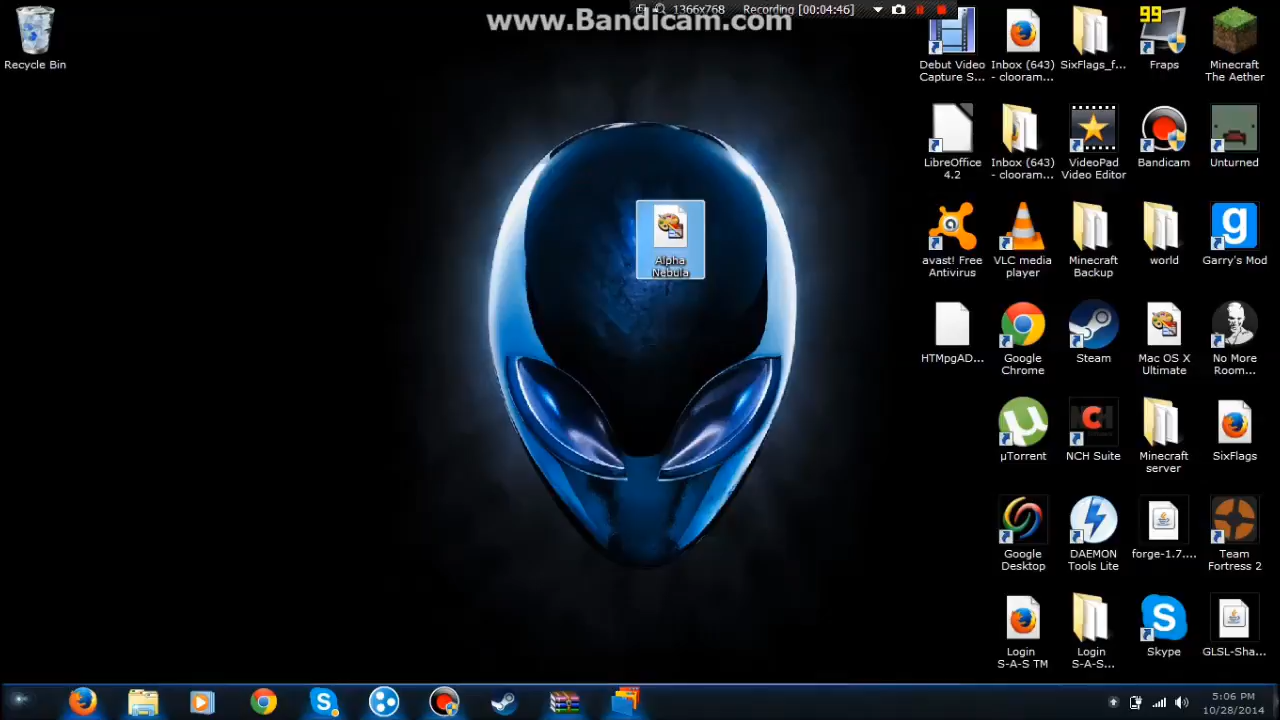 1366x768 Recording [00:04:46]
www.Bandicam.com
Recycle Bin
Alpha
Nebula
Debut Video
Capture S...
Inbox (643)
- clooram...
SixFlags_f...
99
Fraps
Minecraft
The Aether
LibreOffice
4.2
Inbox (643)
- clooram...
VideoPad
Video Editor
Bandicam
Unturned
avast! Free
Antivirus
VLC media
player
Minecraft
Backup
world
g
Garry's Mod
HTMpgAD...
Google
Chrome
Steam
Mac OS X
Ultimate
No More
Room...
µTorrent
NCH
NCH Suite
Minecraft
server
SixFlags
Google
Desktop
DAEMON
Tools Lite
forge-1.7....
Team
Fortress 2
Login
S-A-S TM
Login
S-A-S...
Skype
GLSL-Sha...
5:06 PM
10/28/2014